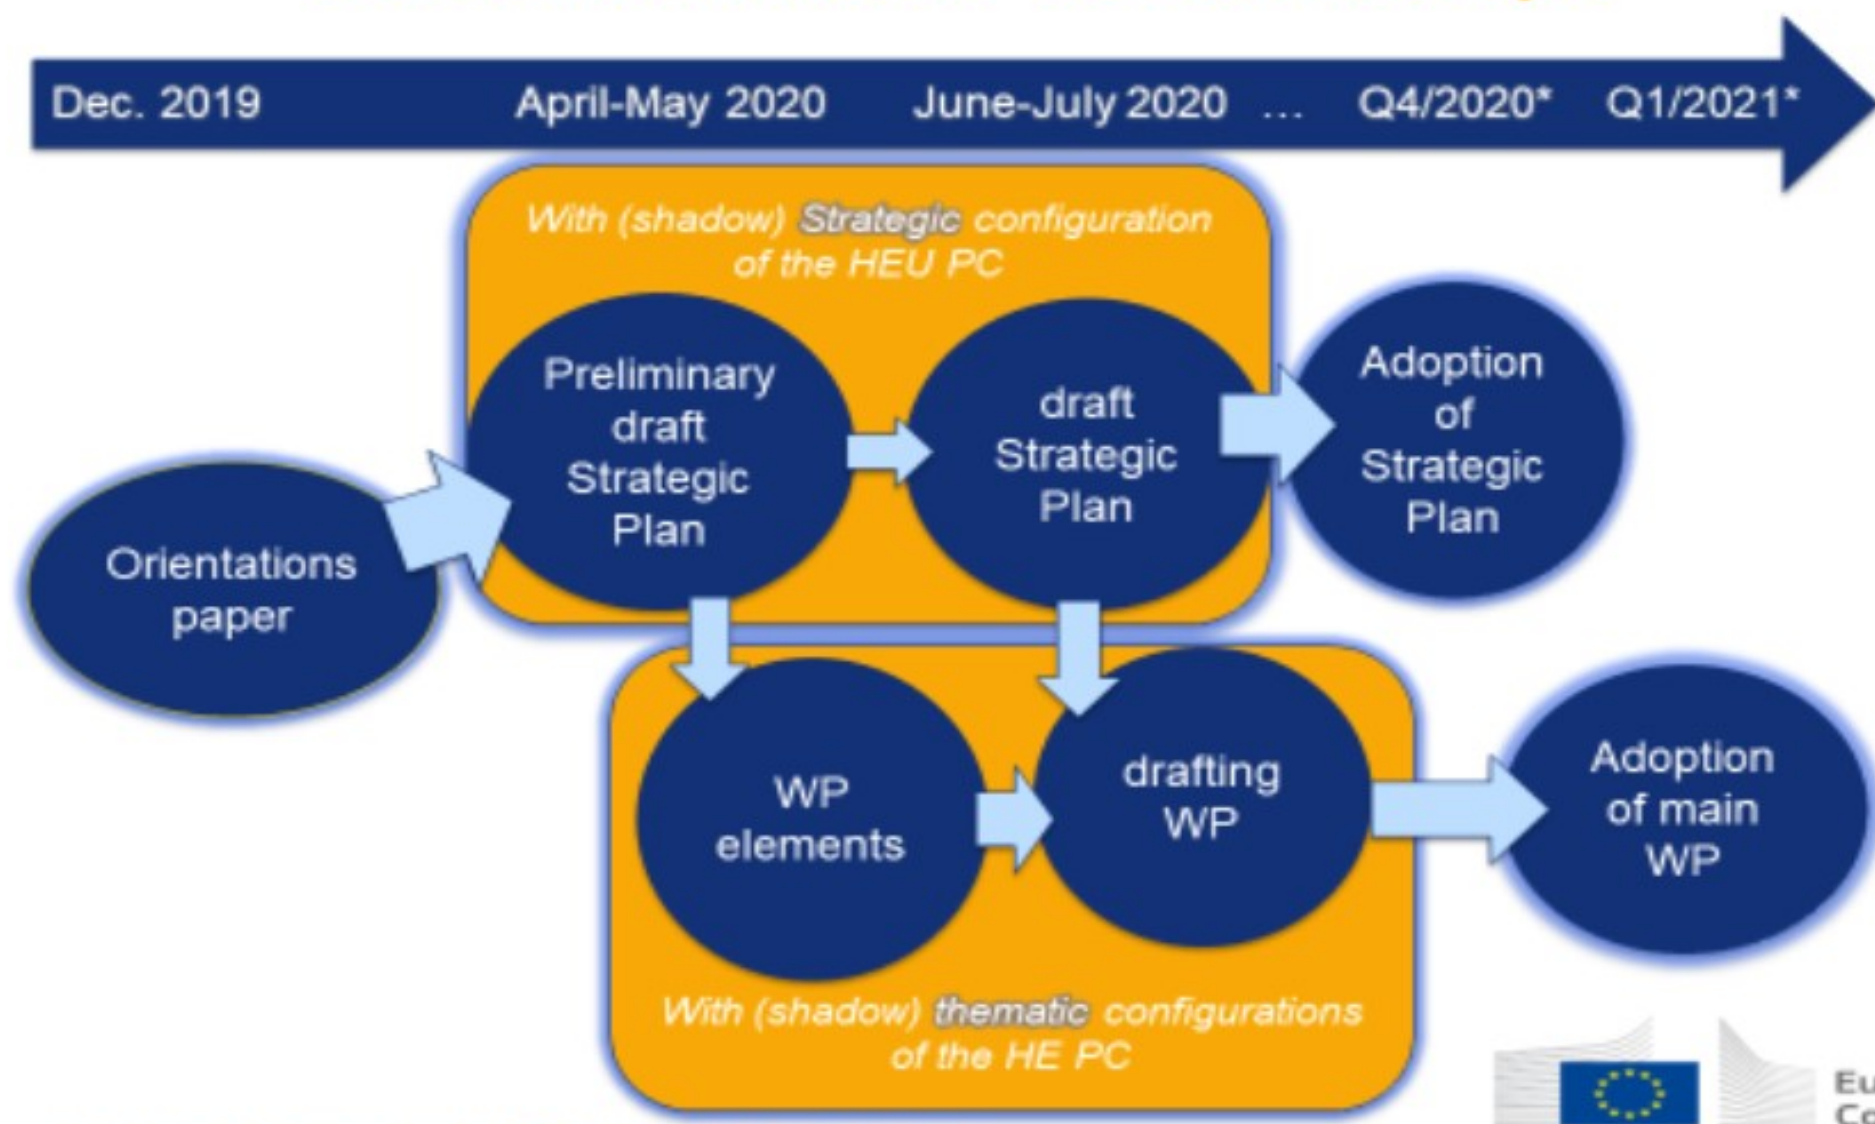 Dec. 2019 April-May 2020 June-July 2020 ... Q4/2020* Q1/2021*
With (shadow) Strategic configuration
of the HEU PC
Preliminary
draft
Strategic
Plan
draft
Strategic
Plan
Adoption
of
Strategic
Plan
Orientations
paper
WP
elements
drafting
WP
Adoption
of main
WP
With (shadow) thematic configurations
of the HE PC